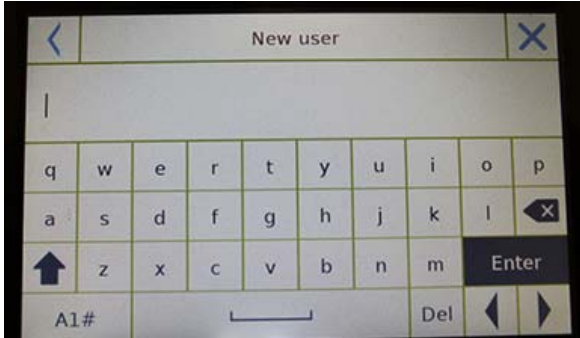 New user
q w e r t y u i o p
a s d f g h j k l
z x c v b n m Enter
A1# Del